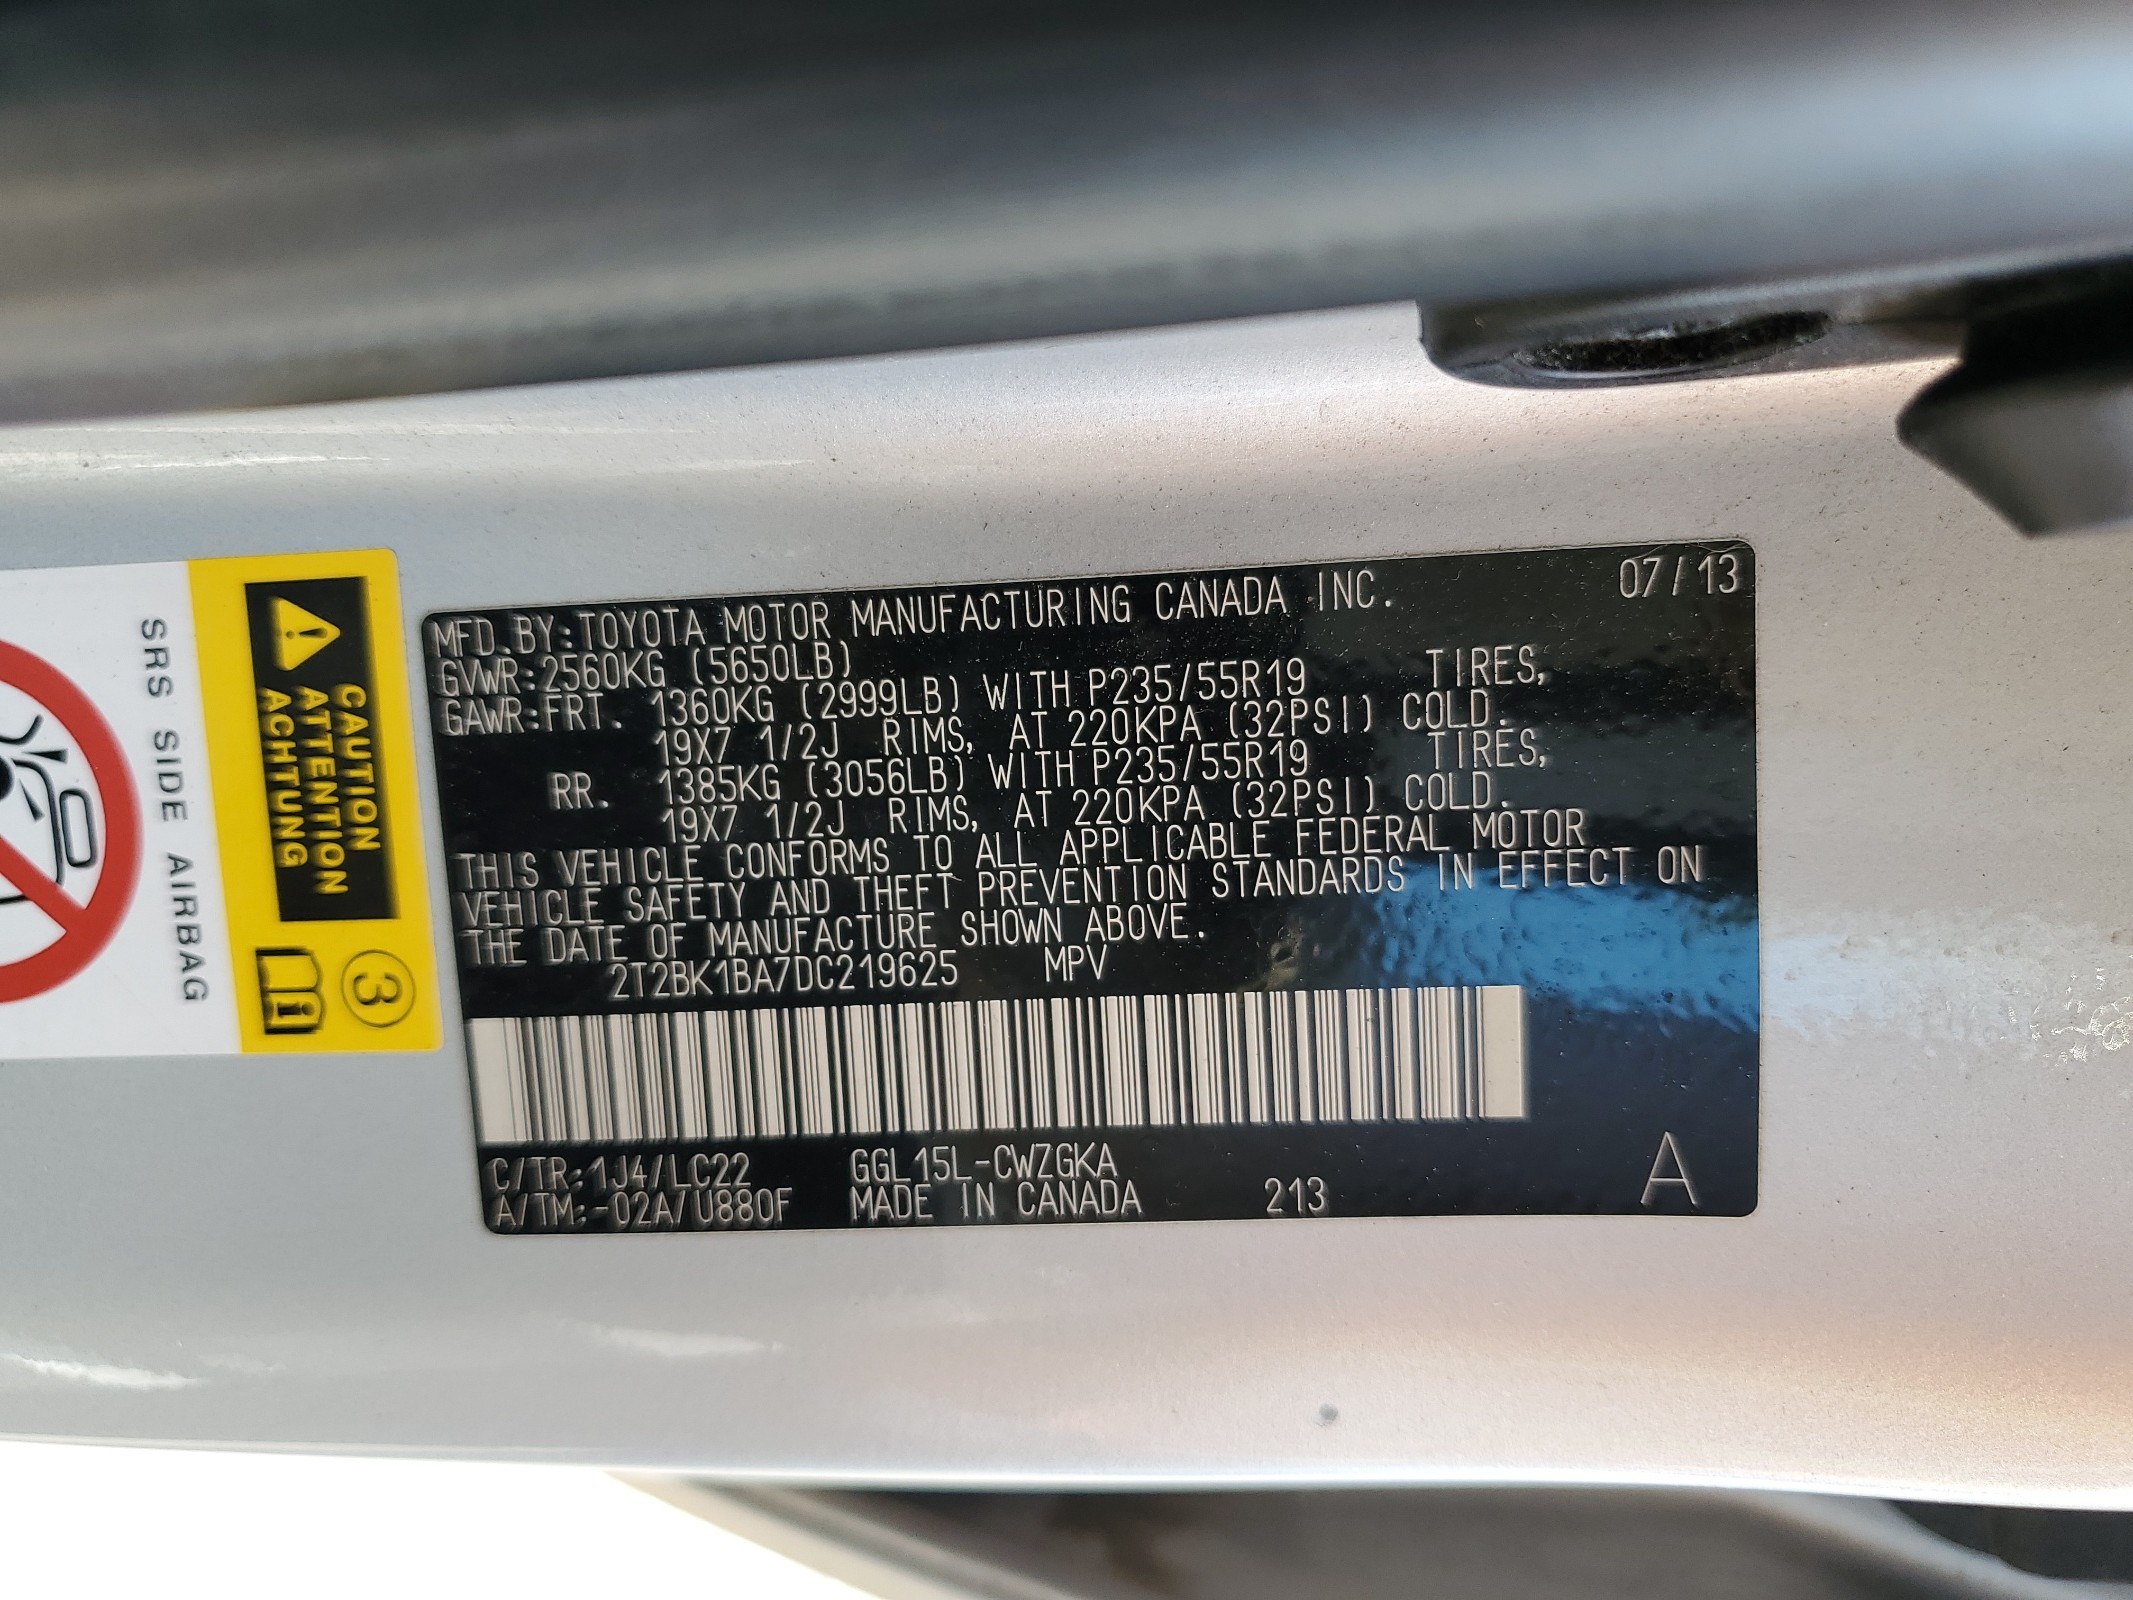 MFD.BY:TOYOTA MOTOR MANUFACTURING CANADA INC. 07/13
GVWR:2560KG (5650LB)
GAWR:FRT. 1360KG (2999LB) WITH P235/55R19 TIRES,
19X7 1/2J RIMS, AT 220KPA (32PSI) COLD.
RR. 1385KG (3056LB) WITH P235/55R19 TIRES,
19X7 1/2J RIMS, AT 220KPA (32PSI) COLD.
THIS VEHICLE CONFORMS TO ALL APPLICABLE FEDERAL MOTOR
VEHICLE SAFETY AND THEFT PREVENTION STANDARDS IN EFFECT ON
THE DATE OF MANUFACTURE SHOWN ABOVE.
2T2BK1BA7DC219625 MPV
C/TR:1J4/LC22 GGL15L-CWZGKA
A/TM:-02A/U880F MADE IN CANADA 213 A
CAUTION
ATTENTION
ACHTUNG
3
i
SRS SIDE AIRBAG